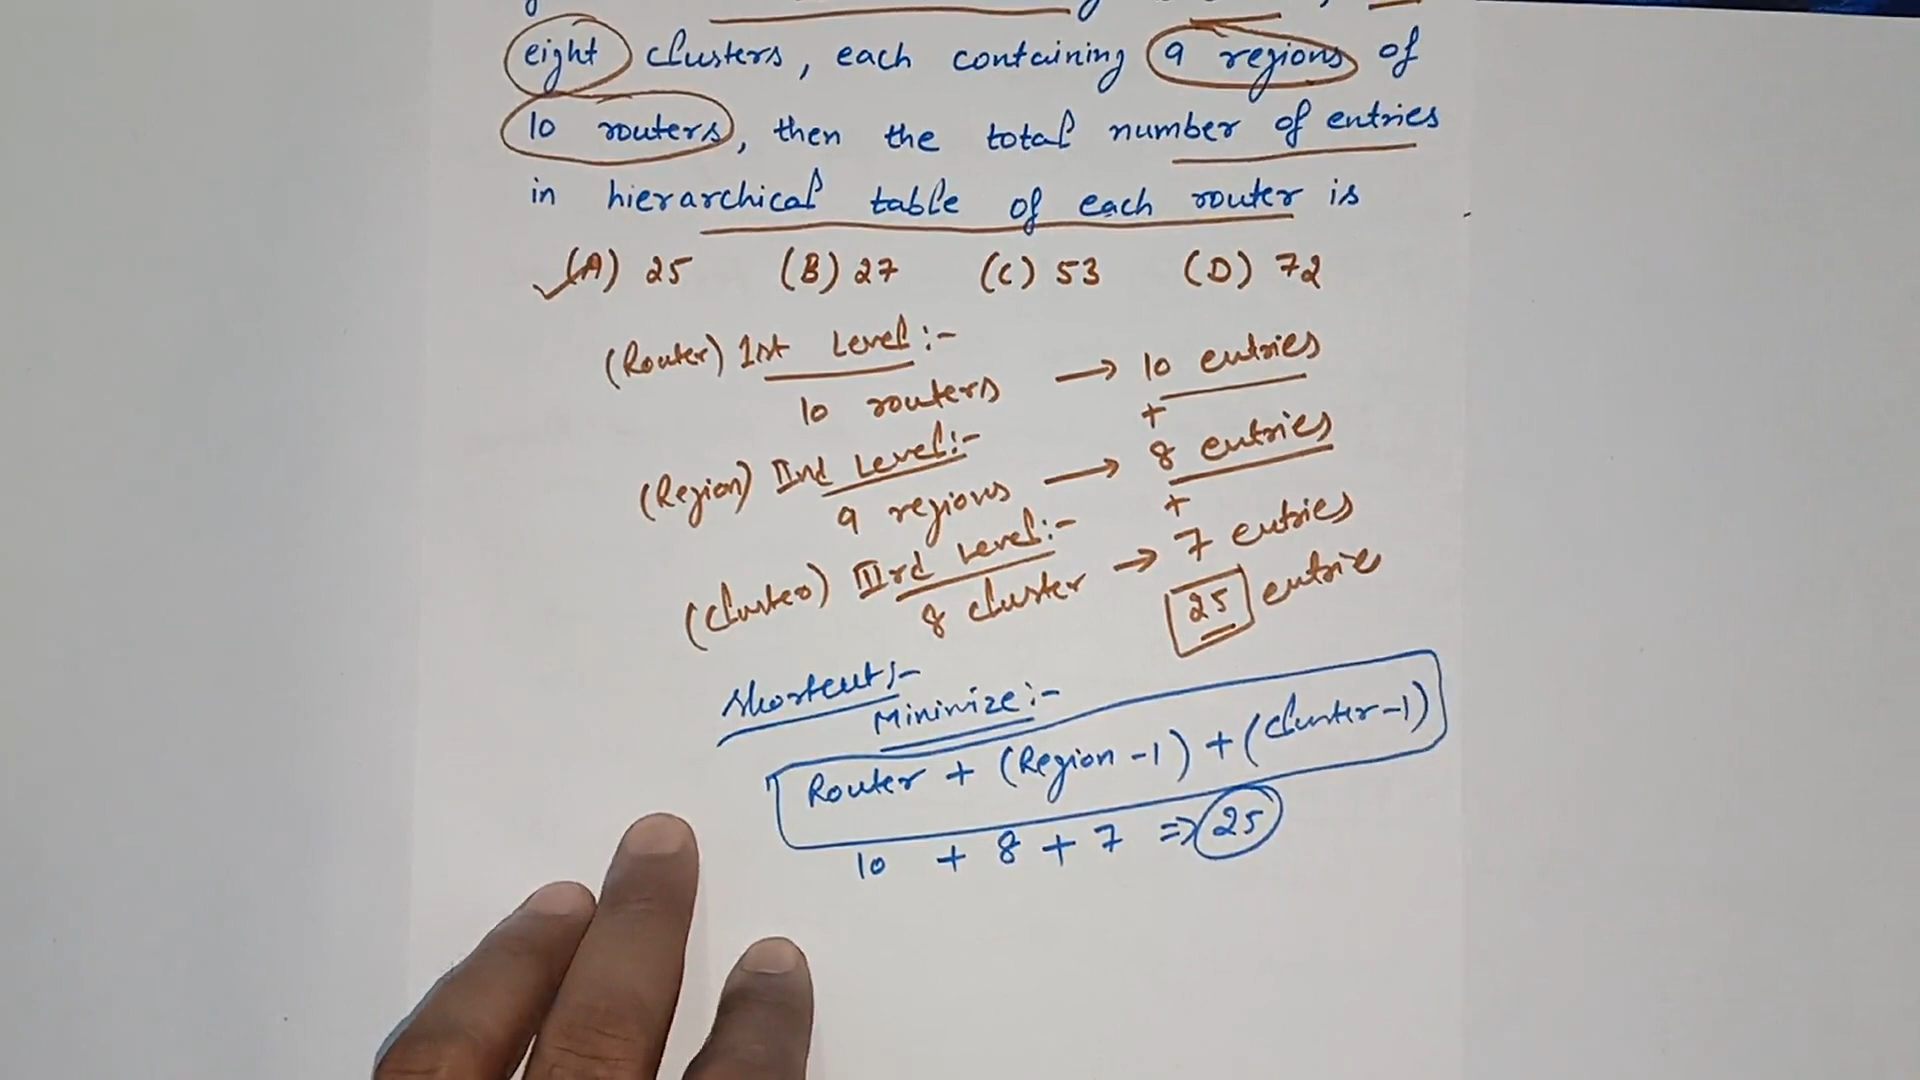 eight clusters, each containing 9 regions of
10 routers, then the total number of entries
in hierarchical table of each router is
(A) 25 (B) 27 (C) 53 (D) 72
(Router) Ist Level:- → 10 entries
10 routers +
(Region) IInd Level:- → 8 entries
9 regions +
(Cluster) IIIrd Level:- → 7 entries
8 cluster 25 entrie
Shortcut:-
Minimize:-
Router + (Region -1) + (Cluster-1)
10 + 8 + 7 => 25